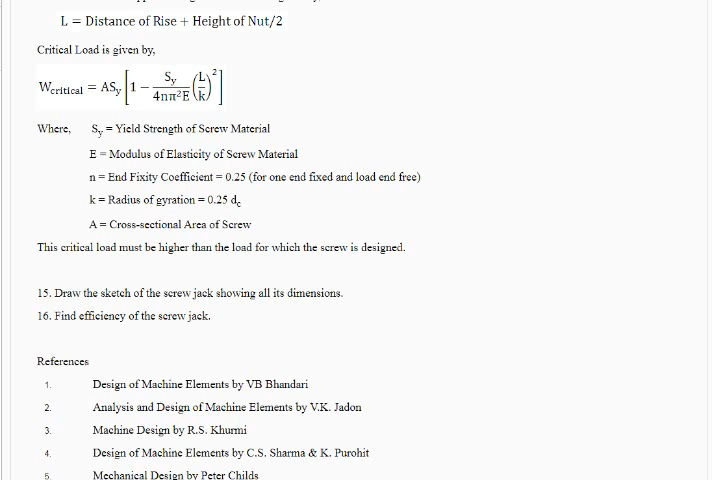 L = Distance of Rise + Height of Nut/2
Critical Load is given by,
W_critical = AS_y [1 − S_y/(4nπ²E) (L/k)²]
Where, S_y = Yield Strength of Screw Material
E = Modulus of Elasticity of Screw Material
n = End Fixity Coefficient = 0.25 (for one end fixed and load end free)
k = Radius of gyration = 0.25 d_c
A = Cross-sectional Area of Screw
This critical load must be higher than the load for which the screw is designed.
15. Draw the sketch of the screw jack showing all its dimensions.
16. Find efficiency of the screw jack.
References
1. Design of Machine Elements by VB Bhandari
2. Analysis and Design of Machine Elements by V.K. Jadon
3. Machine Design by R.S. Khurmi
4. Design of Machine Elements by C.S. Sharma & K. Purohit
5. Mechanical Design by Peter Childs